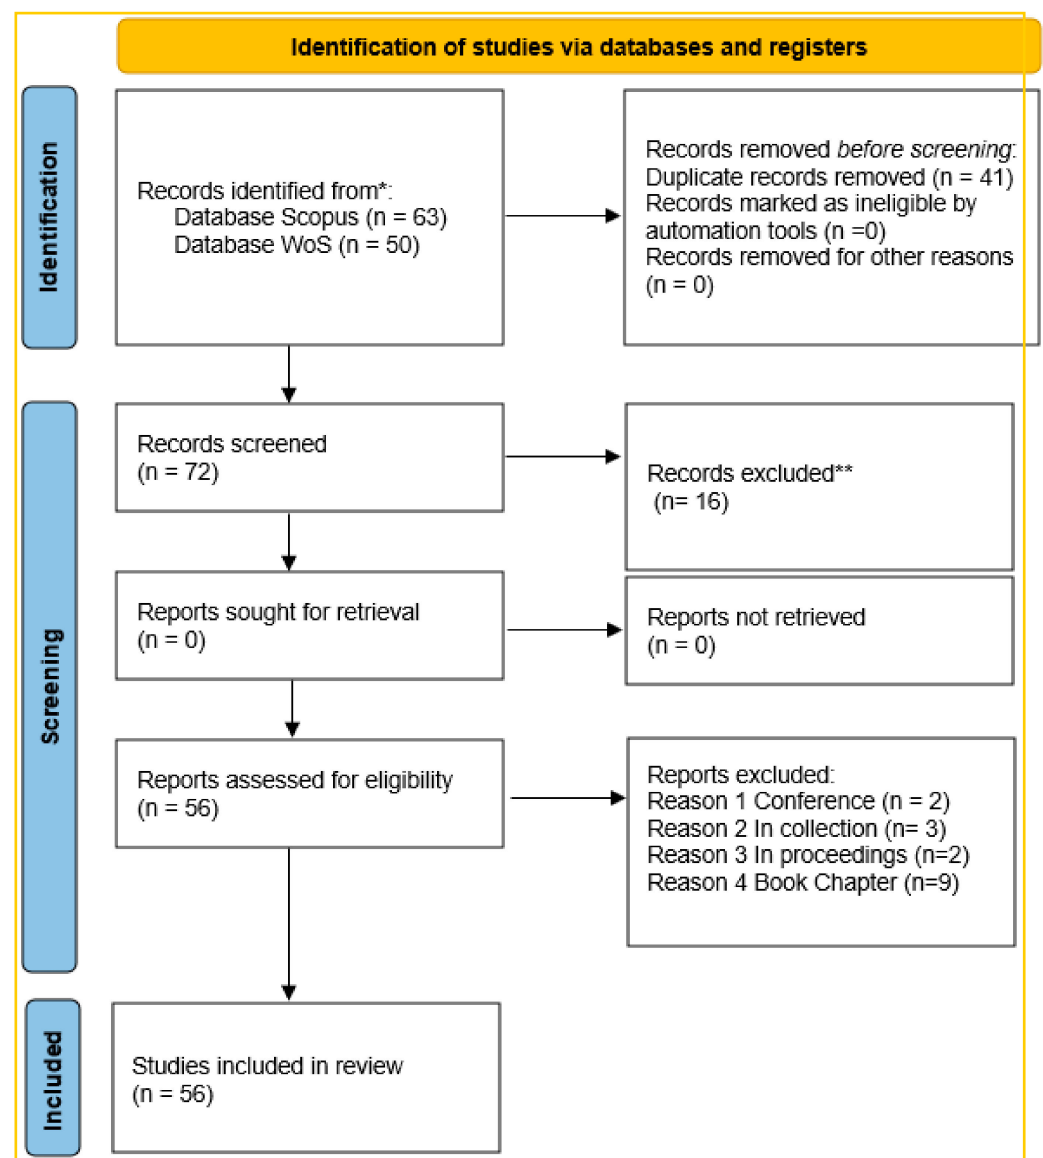 Identification of studies via databases and registers
Identification
Records identified from*:
Database Scopus (n = 63)
Database WoS (n = 50)
Records removed before screening:
Duplicate records removed (n = 41)
Records marked as ineligible by
automation tools (n =0)
Records removed for other reasons
(n = 0)
Screening
Records screened
(n = 72)
Records excluded**
(n= 16)
Reports sought for retrieval
(n = 0)
Reports not retrieved
(n = 0)
Reports assessed for eligibility
(n = 56)
Reports excluded:
Reason 1 Conference (n = 2)
Reason 2 In collection (n= 3)
Reason 3 In proceedings (n=2)
Reason 4 Book Chapter (n=9)
Included
Studies included in review
(n = 56)